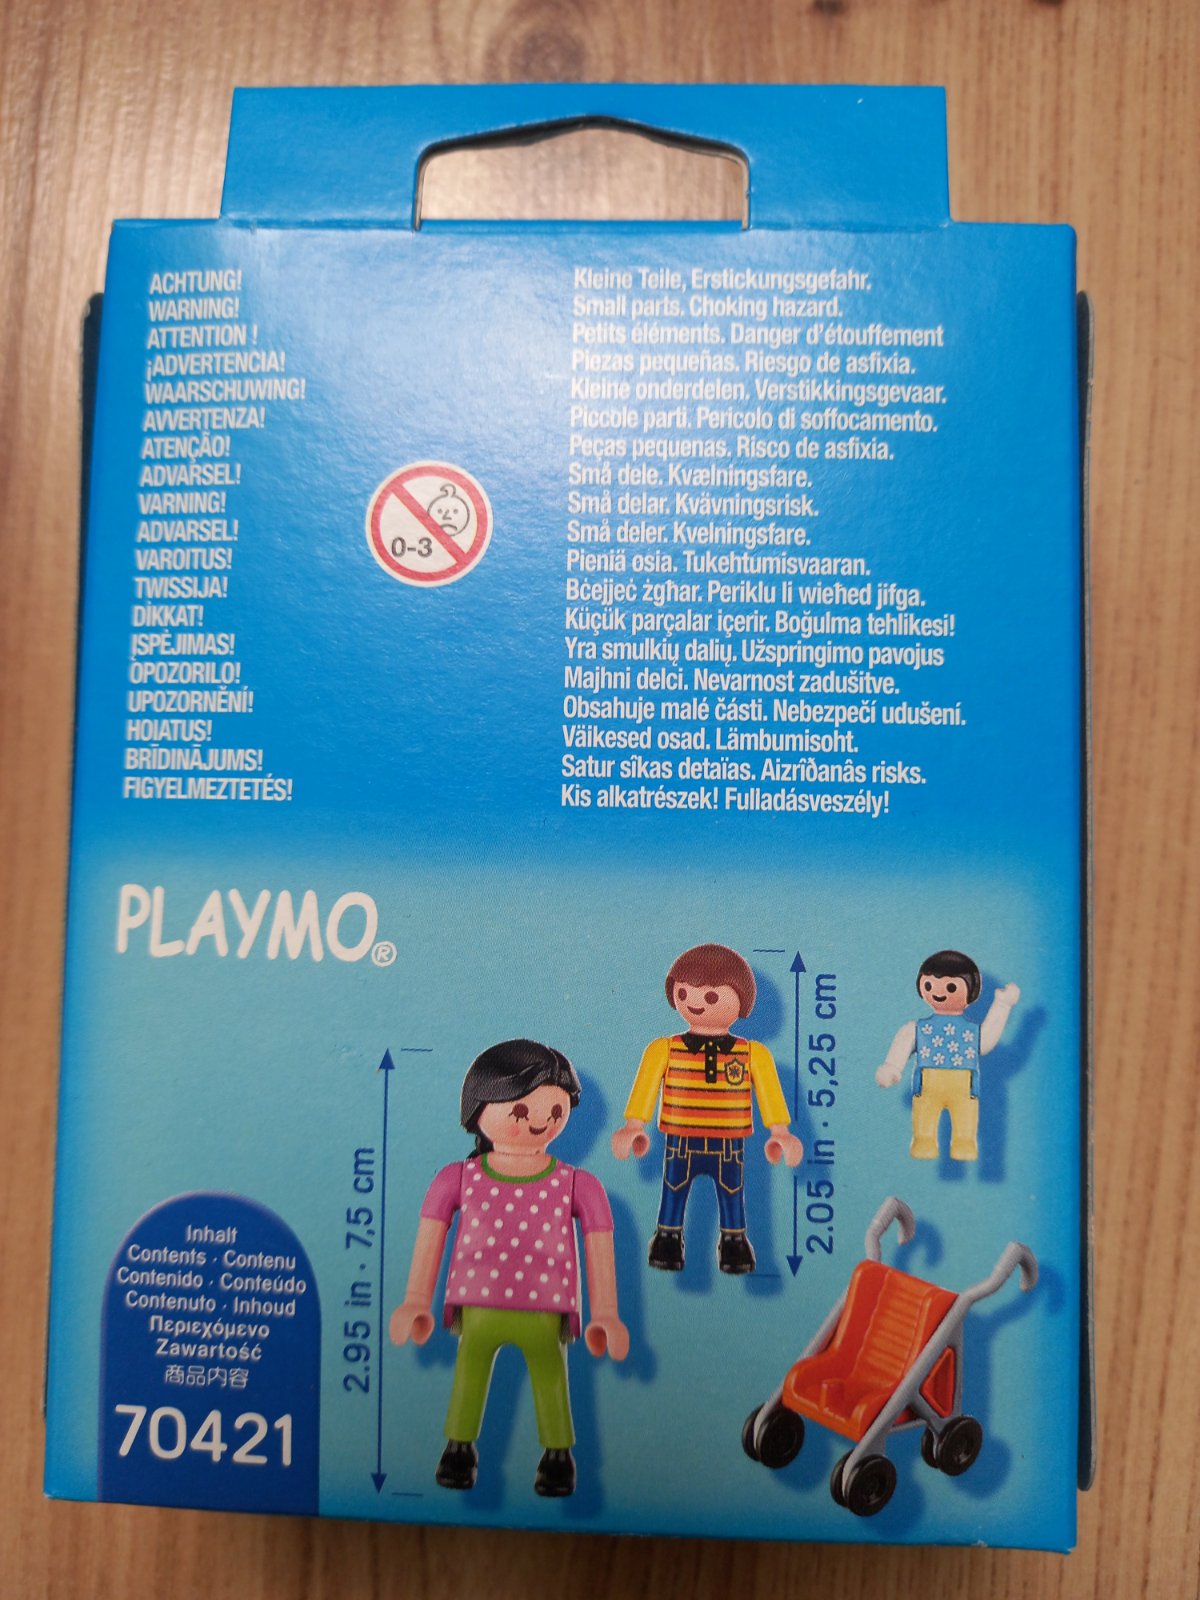 ACHTUNG! Kleine Teile, Erstickungsgefahr.
WARNING! Small parts. Choking hazard.
ATTENTION ! Petits éléments. Danger d'étouffement
¡ADVERTENCIA! Piezas pequeñas. Riesgo de asfixia.
WAARSCHUWING! Kleine onderdelen. Verstikkingsgevaar.
AVVERTENZA! Piccole parti. Pericolo di soffocamento.
ATENÇÃO! Peças pequenas. Risco de asfixia.
ADVARSEL! Små dele. Kvælningsfare.
VARNING! Små delar. Kvävningsrisk.
ADVARSEL! Små deler. Kvelningsfare.
VAROITUS! Pieniä osia. Tukehtumisvaaran.
TWISSIJA! Bċejjeċ żgħar. Periklu li wieħed jifga.
DİKKAT! Küçük parçalar içerir. Boğulma tehlikesi!
ĮSPĖJIMAS! Yra smulkių dalių. Užspringimo pavojus
OPOZORILO! Majhni delci. Nevarnost zadušitve.
UPOZORNĚNÍ! Obsahuje malé části. Nebezpečí udušení.
HOIATUS! Väikesed osad. Lämbumisoht.
BRĪDINĀJUMS! Satur sîkas detaïas. Aizrîðanâs risks.
FIGYELMEZTETÉS! Kis alkatrészek! Fulladásveszély!
0-3
PLAYMO®
2.95 in · 7,5 cm
2.05 in · 5,25 cm
Inhalt
Contents · Contenu
Contenido · Conteúdo
Contenuto · Inhoud
Περιεχόμενο
Zawartość
商品内容
70421